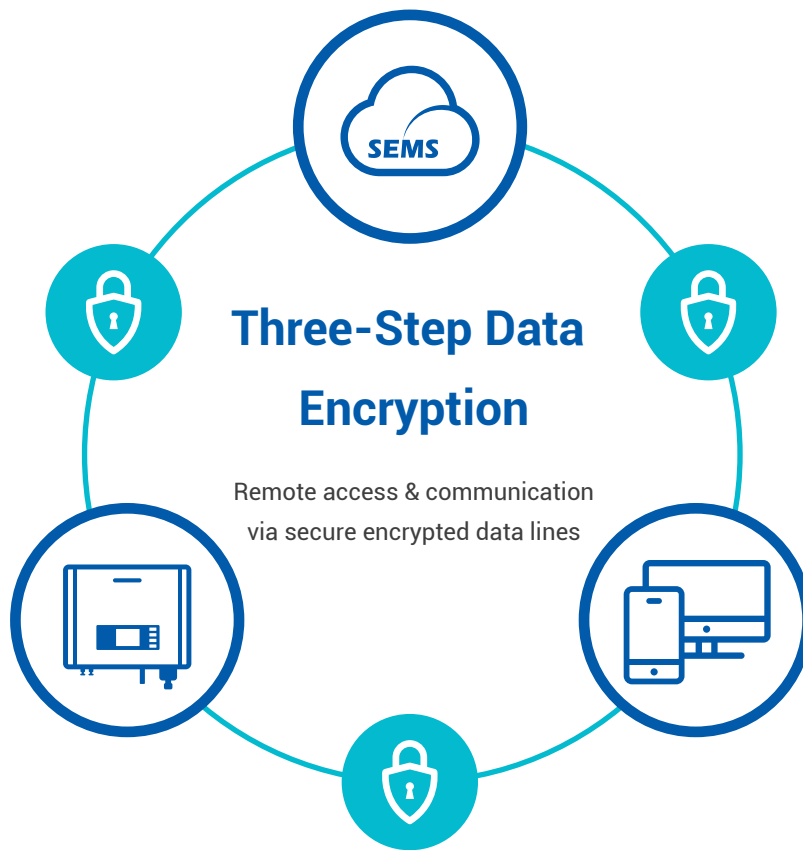 SEMS
Three-Step Data
Encryption
Remote access & communication
via secure encrypted data lines